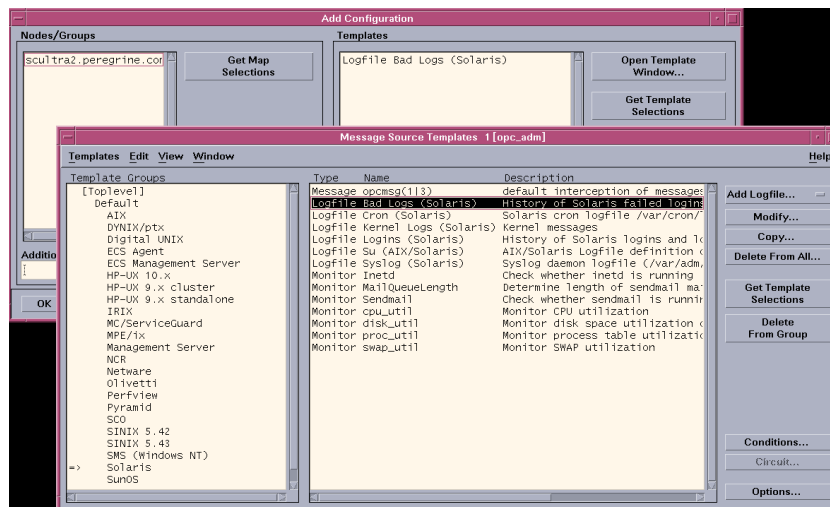 Add Configuration
Nodes/Groups
Templates
scultra2.peregrine.cor
Get Map
Selections
Logfile Bad Logs (Solaris)
Open Template
Window...
Get Template
Selections
Additio
OK
Message Source Templates 1 [opc_adm]
Templates Edit View Window Help
Template Groups
[Toplevel]
Default
AIX
DYNIX/ptx
Digital UNIX
ECS Agent
ECS Management Server
HP-UX 10.x
HP-UX 9.x cluster
HP-UX 9.x standalone
IRIX
MC/ServiceGuard
MPE/ix
Management Server
NCR
Netware
Olivetti
Perfview
Pyramid
SCO
SINIX 5.42
SINIX 5.43
SMS (Windows NT)
=> Solaris
SunOS
Type Name Description
Message opcmsg(1|3) default interception of messages
Logfile Bad Logs (Solaris) History of Solaris failed logins
Logfile Cron (Solaris) Solaris cron logfile /var/cron/
Logfile Kernel Logs (Solaris) Kernel messages
Logfile Logins (Solaris) History of Solaris logins and lo
Logfile Su (AIX/Solaris) AIX/Solaris Logfile definition
Logfile Syslog (Solaris) Syslog daemon logfile (/var/adm,
Monitor Inetd Check whether inetd is running
Monitor MailQueueLength Determine length of sendmail ma
Monitor Sendmail Check whether sendmail is runnin
Monitor cpu_util Monitor CPU utilization
Monitor disk_util Monitor disk space utilization
Monitor proc_util Monitor process table utilizatio
Monitor swap_util Monitor SWAP utilization
Add Logfile...
Modify...
Copy...
Delete From All...
Get Template
Selections
Delete
From Group
Conditions...
Circuit...
Options...